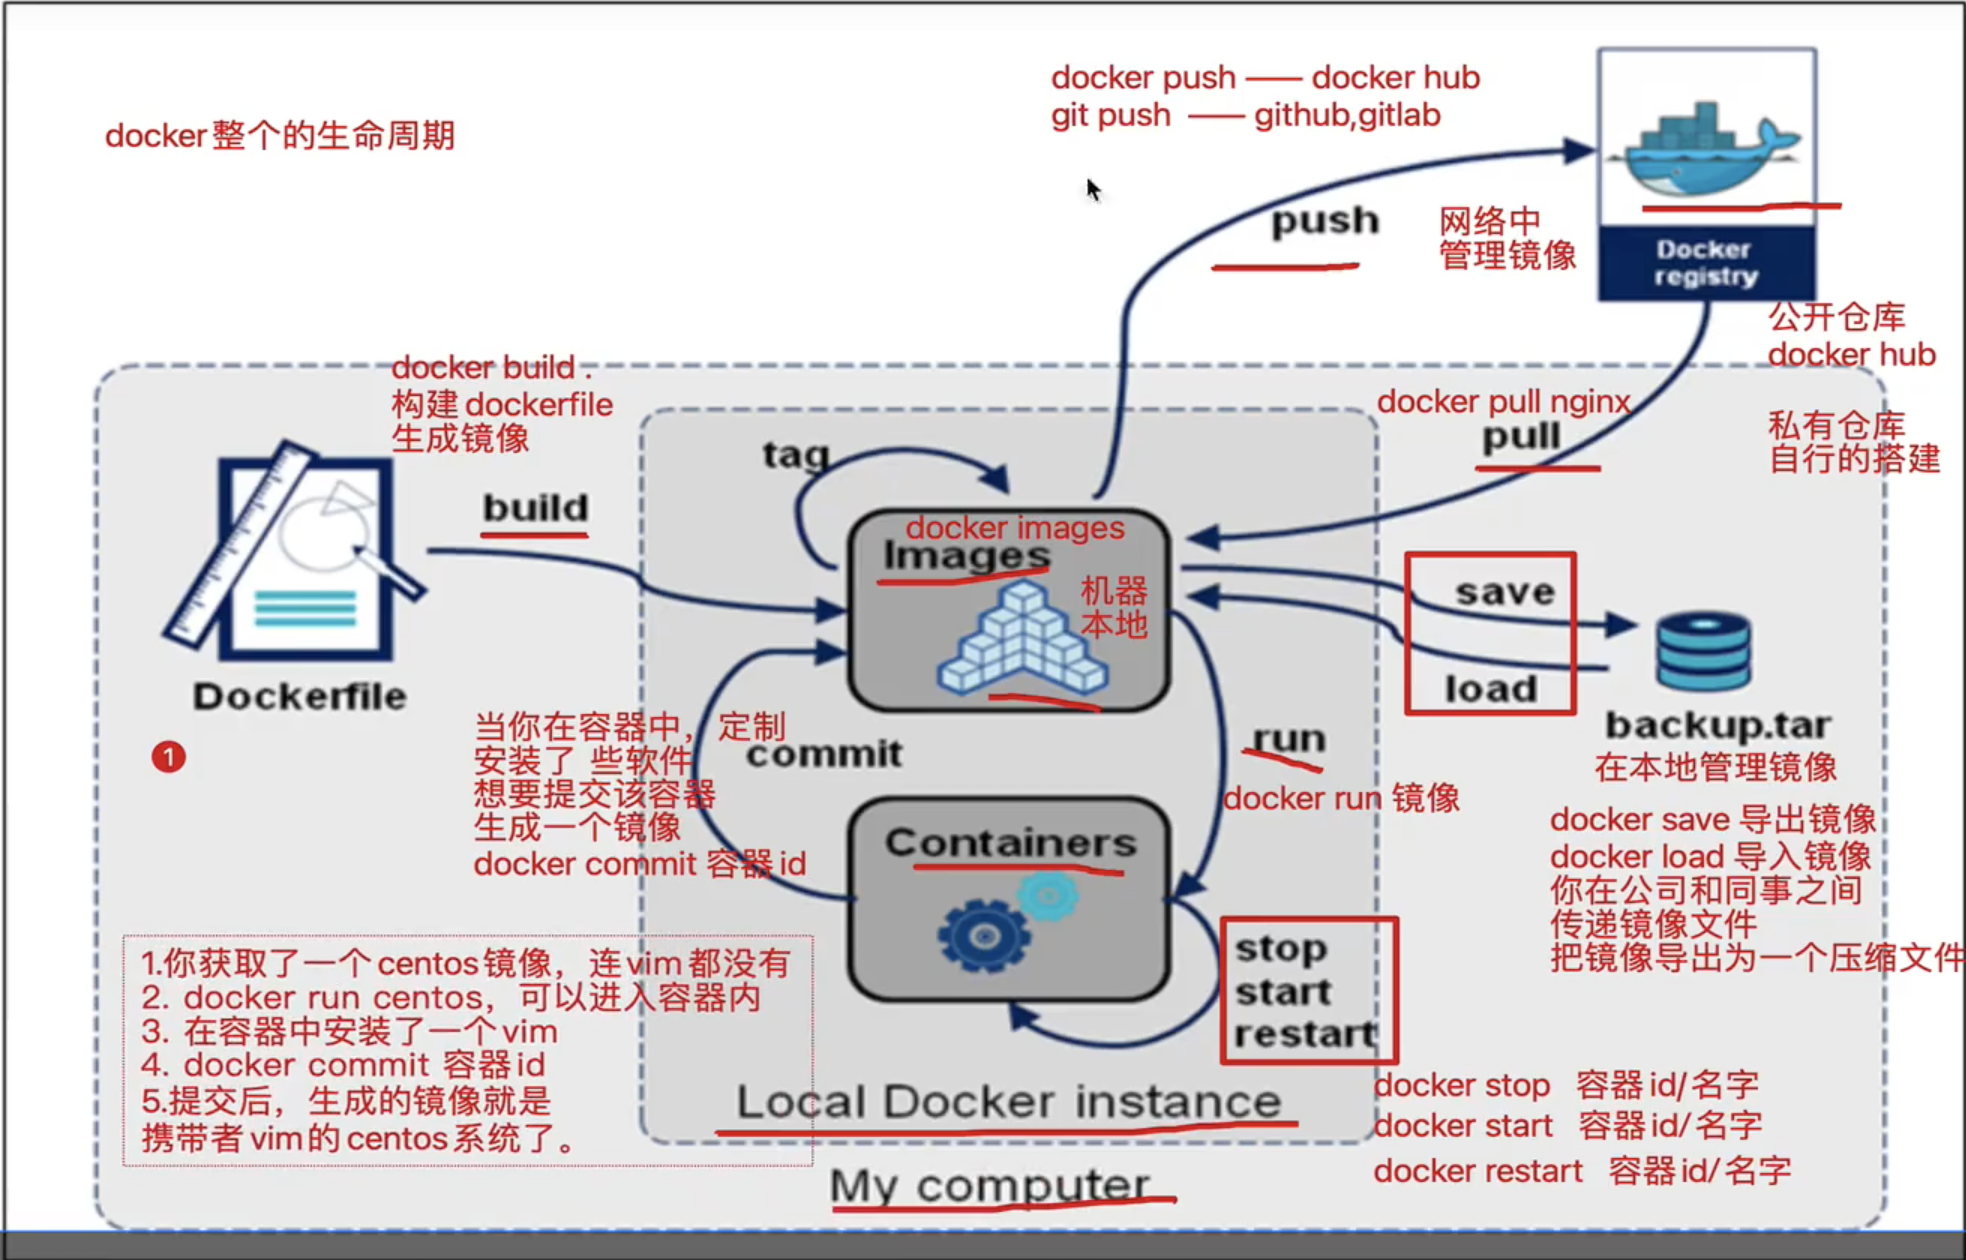 docker整个的生命周期
docker push —— docker hub
git push —— github,gitlab
push
网络中
管理镜像
Docker
registry
公开仓库
docker hub
私有仓库
自行的搭建
docker build .
构建 dockerfile
生成镜像
build
Dockerfile
1
tag
docker images
Images
机器
本地
docker pull nginx
pull
save
load
backup.tar
在本地管理镜像
docker save 导出镜像
docker load 导入镜像
你在公司和同事之间
传递镜像文件
把镜像导出为一个压缩文件
当你在容器中，定制
安装了 些软件
想要提交该容器
生成一个镜像
docker commit 容器id
commit
run
docker run 镜像
Containers
stop
start
restart
docker stop 容器id/名字
docker start 容器id/名字
docker restart 容器id/名字
1.你获取了一个centos镜像，连vim都没有
2. docker run centos，可以进入容器内
3. 在容器中安装了一个vim
4. docker commit 容器id
5.提交后，生成的镜像就是
携带者vim的centos系统了。
Local Docker instance
My computer